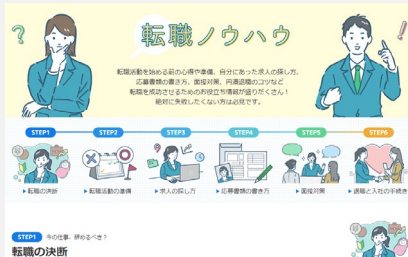 転職ノウハウ
転職活動を始める前の心得や準備、自分にあった求人の探し方、
応募書類の書き方、面接対策、円満退職のコツなど
転職を成功させるためのお役立ち情報が盛りだくさん！
絶対に失敗したくない方は必見です。
STEP1 STEP2 STEP3 STEP4 STEP5 STEP6
転職の決断 転職活動の準備 求人の探し方 応募書類の書き方 面接対策 退職と入社の手続き
STEP1 今の仕事、辞めるべき？
転職の決断